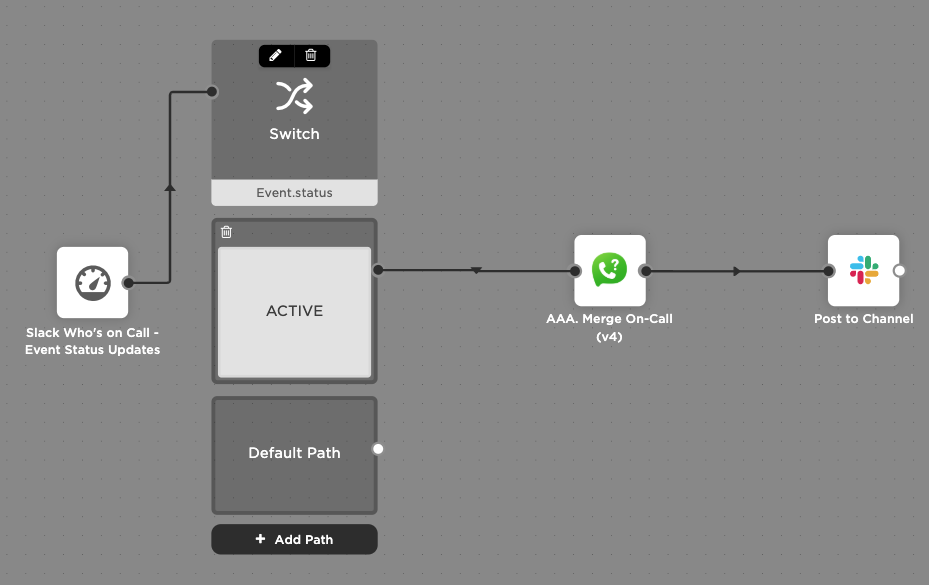 Switch
Event.status
ACTIVE
Default Path
+ Add Path
Slack Who's on Call -
Event Status Updates
AAA. Merge On-Call
(v4)
Post to Channel